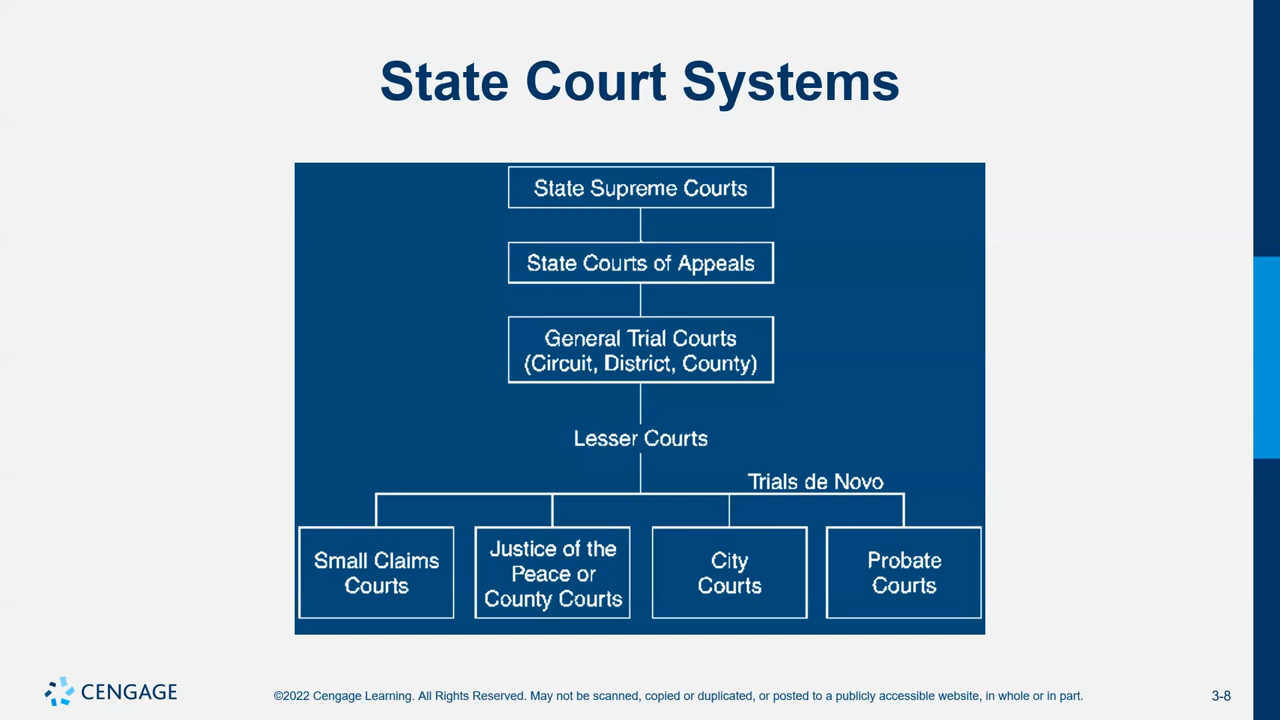 State Court Systems
State Supreme Courts
State Courts of Appeals
General Trial Courts
(Circuit, District, County)
Lesser Courts
Trials de Novo
Small Claims
Courts
Justice of the
Peace or
County Courts
City
Courts
Probate
Courts
CENGAGE
©2022 Cengage Learning. All Rights Reserved. May not be scanned, copied or duplicated, or posted to a publicly accessible website, in whole or in part.
3-8